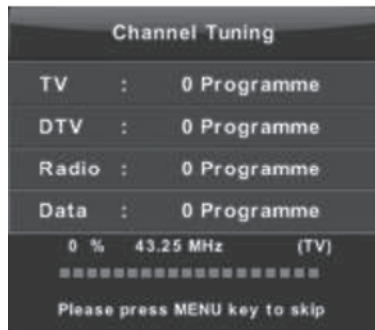 Channel Tuning
TV : 0 Programme
DTV : 0 Programme
Radio : 0 Programme
Data : 0 Programme
0 % 43.25 MHz (TV)
Please press MENU key to skip